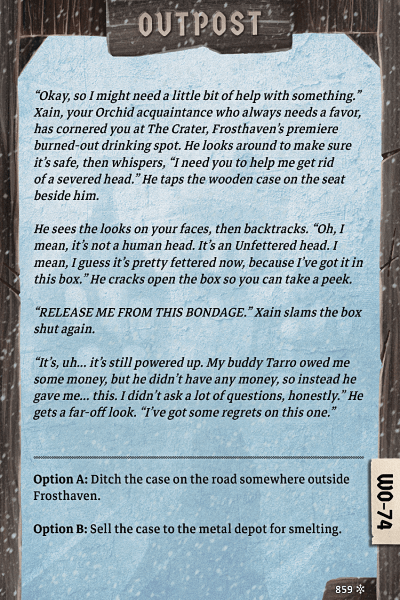 OUTPOST
“Okay, so I might need a little bit of help with something.”
Xain, your Orchid acquaintance who always needs a favor,
has cornered you at The Crater, Frosthaven’s premiere
burned-out drinking spot. He looks around to make sure
it’s safe, then whispers, “I need you to help me get rid
of a severed head.” He taps the wooden case on the seat
beside him.
He sees the looks on your faces, then backtracks. “Oh, I
mean, it’s not a human head. It’s an Unfettered head. I
mean, I guess it’s pretty fettered now, because I’ve got it in
this box.” He cracks open the box so you can take a peek.
“RELEASE ME FROM THIS BONDAGE.” Xain slams the box
shut again.
“It’s, uh... it’s still powered up. My buddy Tarro owed me
some money, but he didn’t have any money, so instead he
gave me... this. I didn’t ask a lot of questions, honestly.” He
gets a far-off look. “I’ve got some regrets on this one.”
Option A: Ditch the case on the road somewhere outside
Frosthaven.
Option B: Sell the case to the metal depot for smelting.
WO-74
859